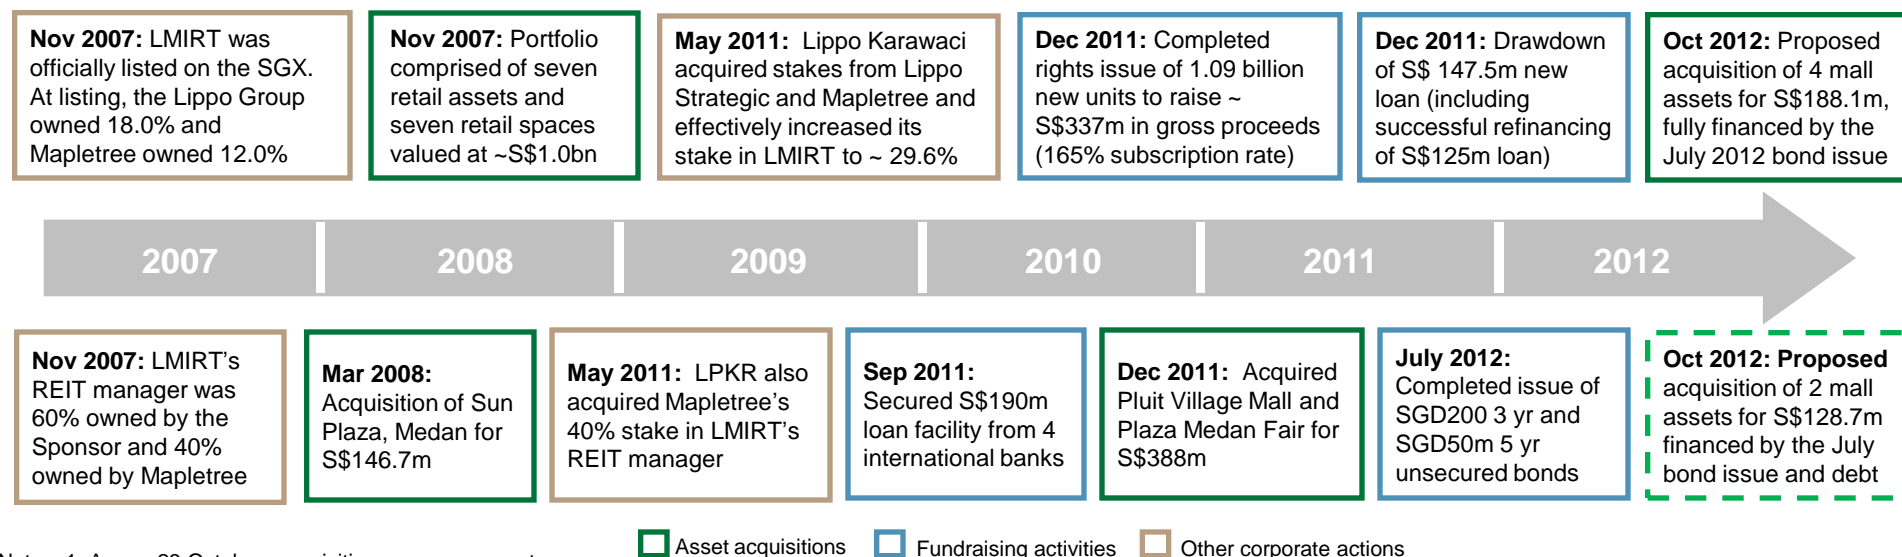 Nov 2007: LMIRT was
officially listed on the SGX.
At listing, the Lippo Group
owned 18.0% and
Mapletree owned 12.0%
Nov 2007: Portfolio
comprised of seven
retail assets and
seven retail spaces
valued at ~S$1.0bn
May 2011: Lippo Karawaci
acquired stakes from Lippo
Strategic and Mapletree and
effectively increased its
stake in LMIRT to ~ 29.6%
Dec 2011: Completed
rights issue of 1.09 billion
new units to raise ~
S$337m in gross proceeds
(165% subscription rate)
Dec 2011: Drawdown
of S$ 147.5m new
loan (including
successful refinancing
of S$125m loan)
Oct 2012: Proposed
acquisition of 4 mall
assets for S$188.1m,
fully financed by the
July 2012 bond issue
2007
2008
2009
2010
2011
2012
Nov 2007: LMIRT's
REIT manager was
60% owned by the
Sponsor and 40%
owned by Mapletree
Mar 2008:
Acquisition of Sun
Plaza, Medan for
S$146.7m
May 2011: LPKR also
acquired Mapletree's
40% stake in LMIRT's
REIT manager
Sep 2011:
Secured S$190m
loan facility from 4
international banks
Dec 2011: Acquired
Pluit Village Mall and
Plaza Medan Fair for
S$388m
July 2012:
Completed issue of
SGD200 3 yr and
SGD50m 5 yr
unsecured bonds
Oct 2012: Proposed
acquisition of 2 mall
assets for S$128.7m
financed by the July
bond issue and debt
Asset acquisitions
Fundraising activities
Other corporate actions